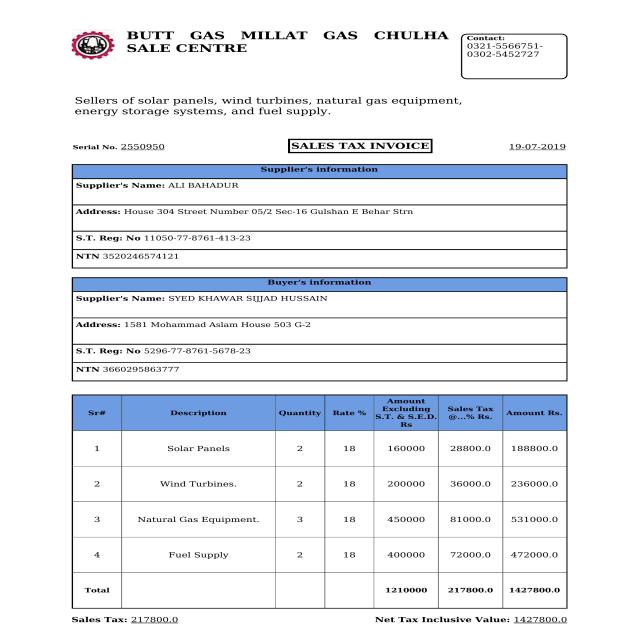 BUTT GAS MILLAT GAS CHULHA
SALE CENTRE
Contact:
0321-5566751-
0302-5452727
Sellers of solar panels, wind turbines, natural gas equipment,
energy storage systems, and fuel supply.
Serial No. 2550950 SALES TAX INVOICE 19-07-2019
Supplier's information
Supplier's Name: ALI BAHADUR
Address: House 304 Street Number 05/2 Sec-16 Gulshan E Behar Strn
S.T. Reg: No 11050-77-8761-413-23
NTN 3520246574121
Buyer's information
Supplier's Name: SYED KHAWAR SIJJAD HUSSAIN
Address: 1581 Mohammad Aslam House 503 G-2
S.T. Reg: No 5296-77-8761-5678-23
NTN 3660295863777
Sr# Description Quantity Rate % Amount Excluding S.T. & S.E.D. Rs Sales Tax @...% Rs. Amount Rs.
1 Solar Panels 2 18 160000 28800.0 188800.0
2 Wind Turbines. 2 18 200000 36000.0 236000.0
3 Natural Gas Equipment. 3 18 450000 81000.0 531000.0
4 Fuel Supply 2 18 400000 72000.0 472000.0
Total 1210000 217800.0 1427800.0
Sales Tax: 217800.0 Net Tax Inclusive Value: 1427800.0